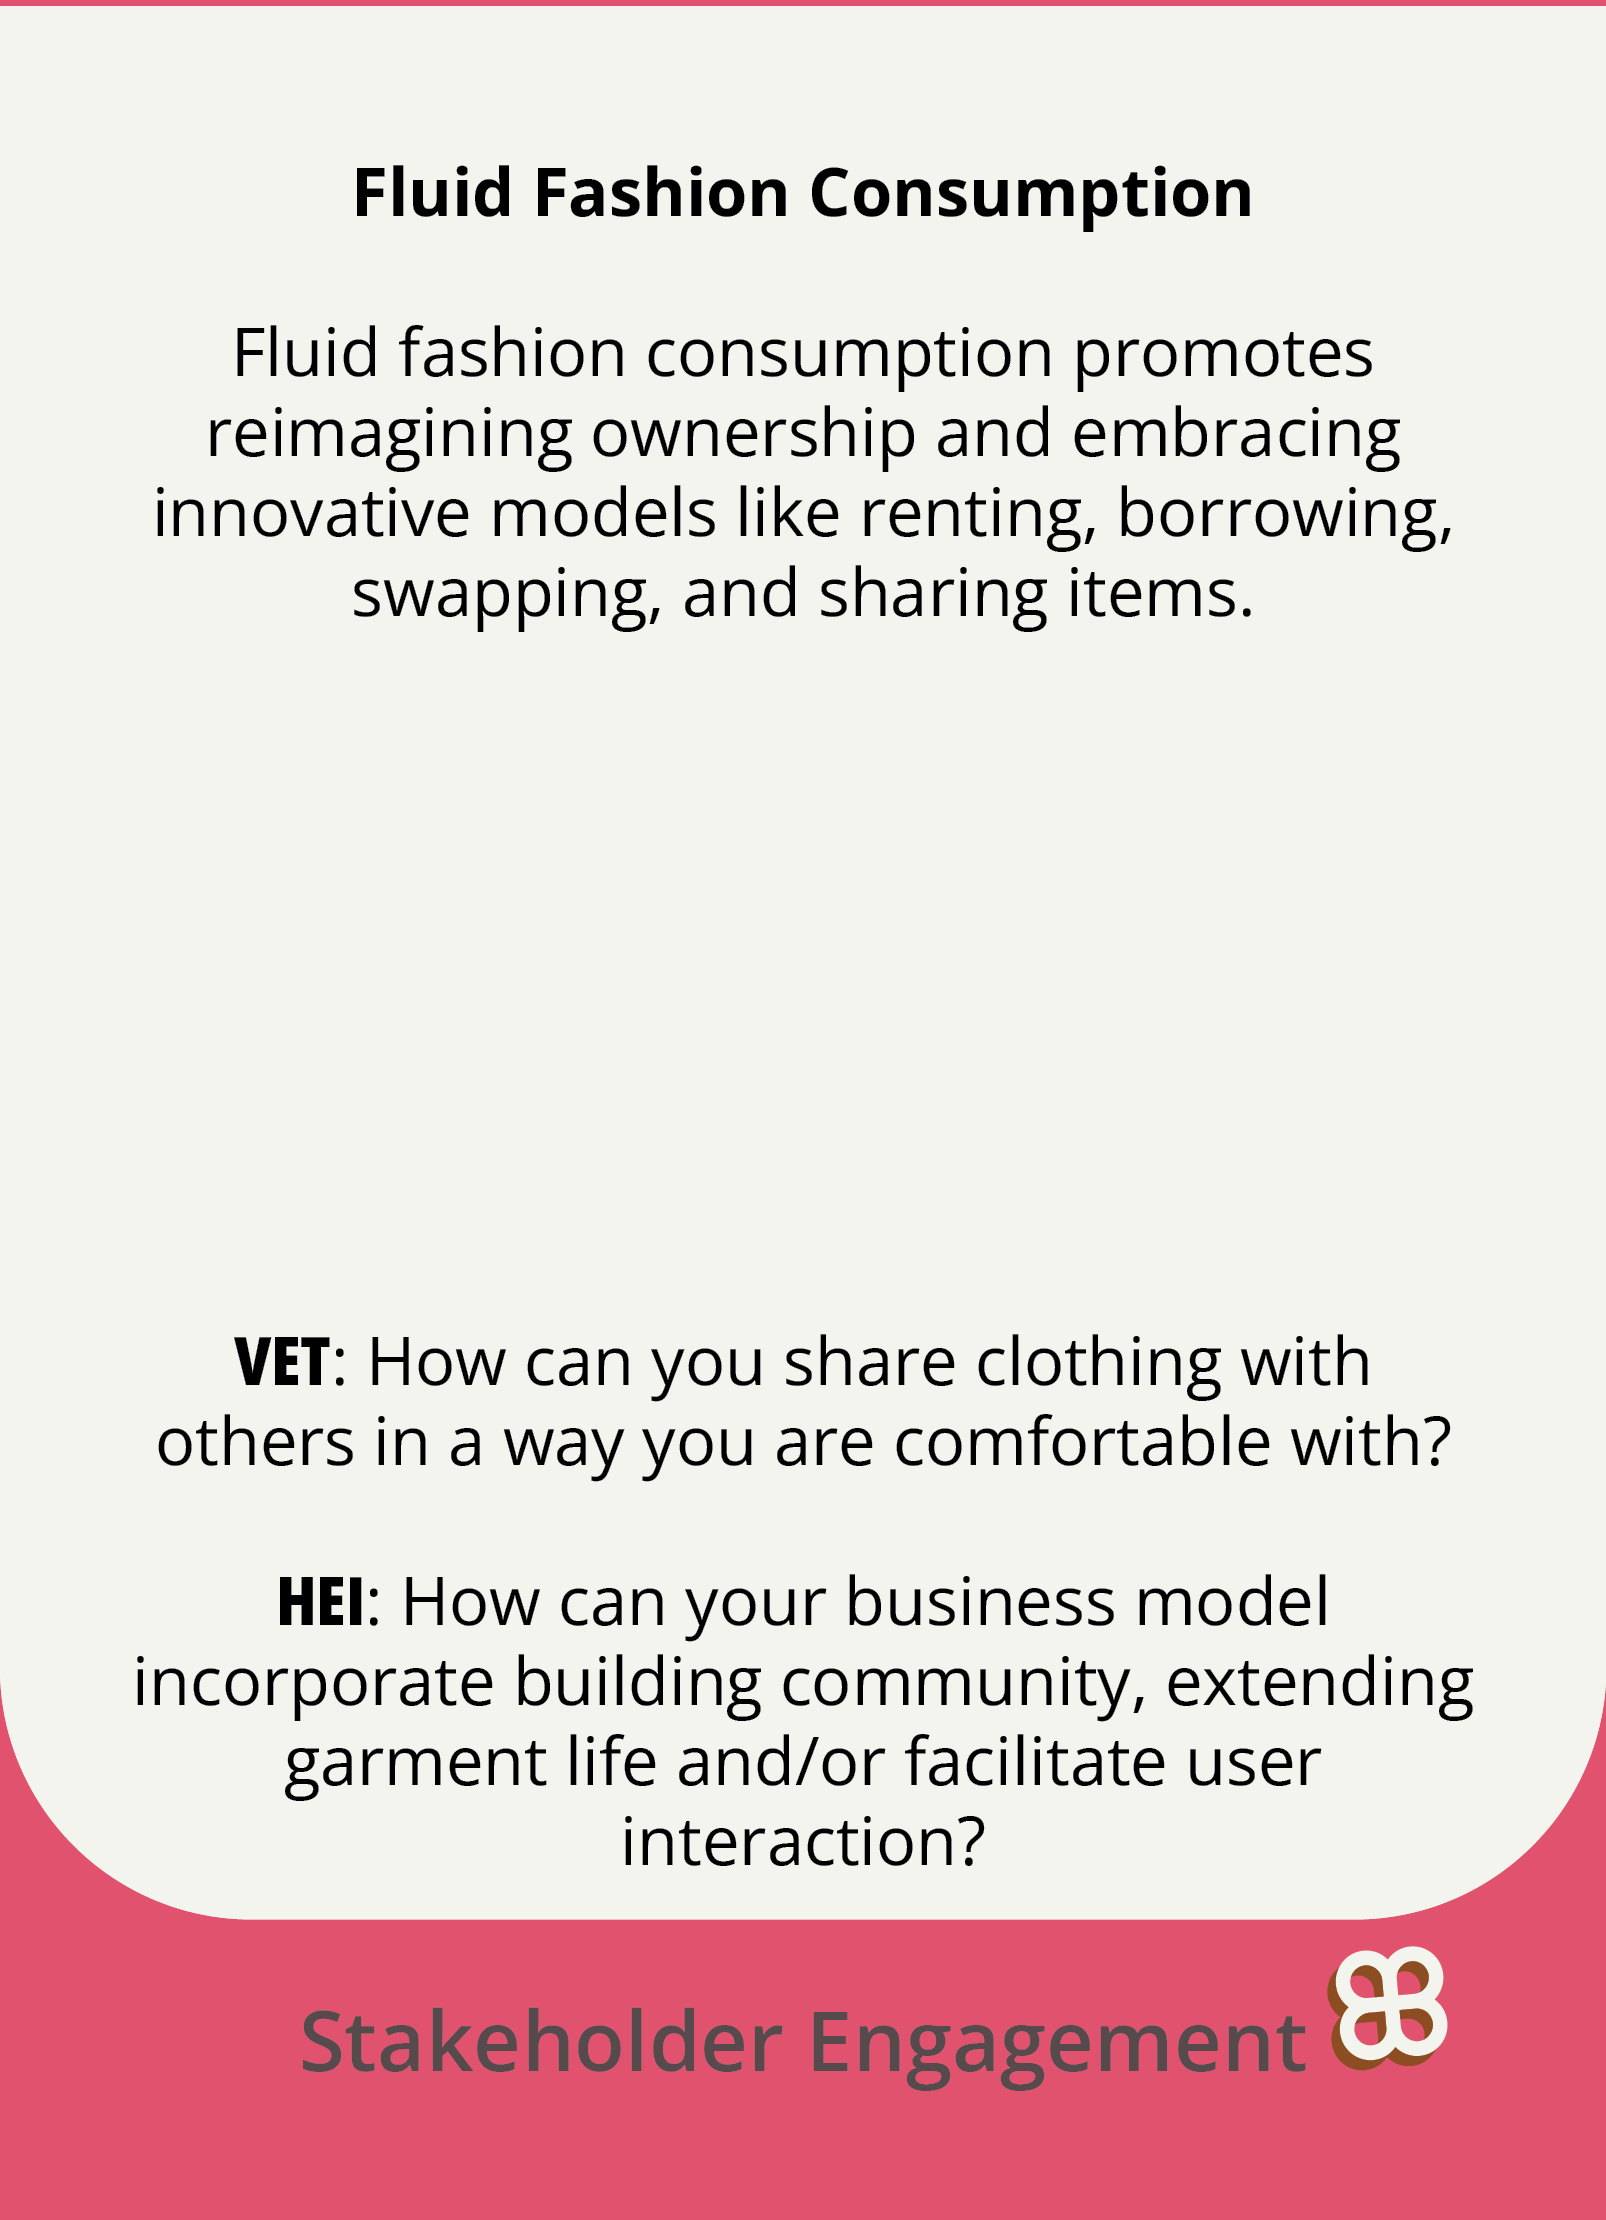 Fluid Fashion Consumption
Fluid fashion consumption promotes
reimagining ownership and embracing
innovative models like renting, borrowing,
swapping, and sharing items.
VET: How can you share clothing with
others in a way you are comfortable with?
HEI: How can your business model
incorporate building community, extending
garment life and/or facilitate user
interaction?
Stakeholder Engagement